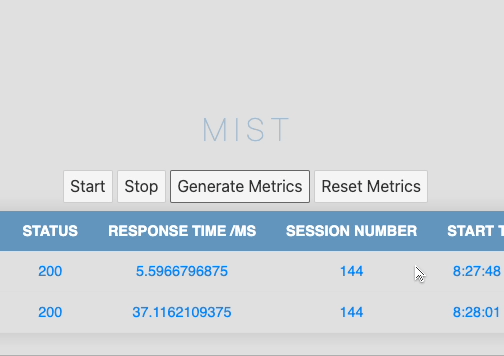 MIST
Start Stop Generate Metrics Reset Metrics
STATUS RESPONSE TIME /MS SESSION NUMBER START T
200 5.5966796875 144 8:27:48
200 37.1162109375 144 8:28:01